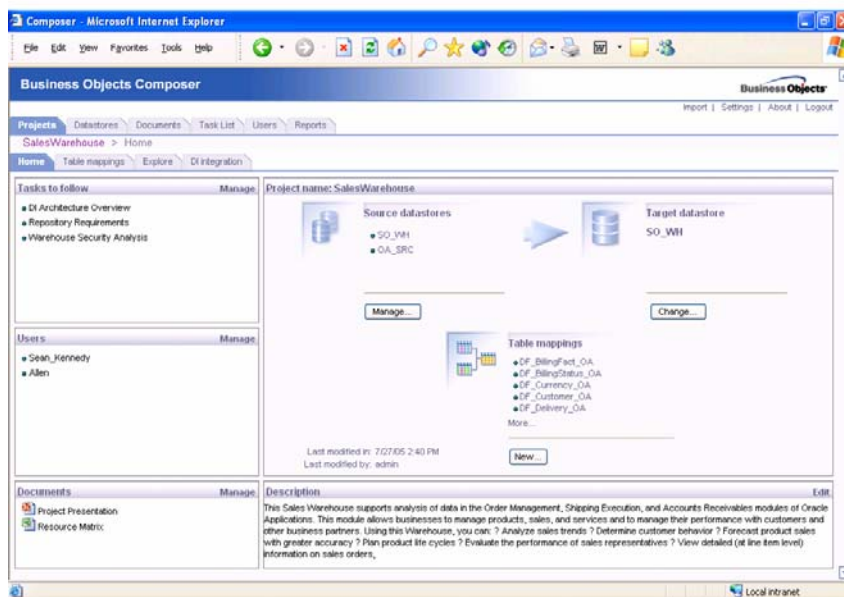 Composer - Microsoft Internet Explorer
File Edit View Favorites Tools Help
Business Objects Composer
Business Objects
Import | Settings | About | Logout
Projects Datastores Documents Task List Users Reports
SalesWarehouse > Home
Home Table mappings Explore DI integration
Tasks to follow Manage
DI Architecture Overview
Repository Requirements
Warehouse Security Analysis
Users Manage
Sean_Kennedy
Allen
Documents Manage
Project Presentation
Resource Matrix
Project name: SalesWarehouse
Source datastores
SO_WH
OA_SRC
Manage...
Target datastore
SO_WH
Change...
Table mappings
DF_BillingFact_OA
DF_BillingStatus_OA
DF_Currency_OA
DF_Customer_OA
DF_Delivery_OA
More...
New...
Last modified in: 7/27/05 2:40 PM
Last modified by: admin
Description Edit
This Sales Warehouse supports analysis of data in the Order Management, Shipping Execution, and Accounts Receivables modules of Oracle
Applications. This module allows businesses to manage products, sales, and services and to manage their performance with customers and
other business partners. Using this Warehouse, you can: ? Analyze sales trends ? Determine customer behavior ? Forecast product sales
with greater accuracy ? Plan product life cycles ? Evaluate the performance of sales representatives ? View detailed (at line item level)
information on sales orders,
Local intranet